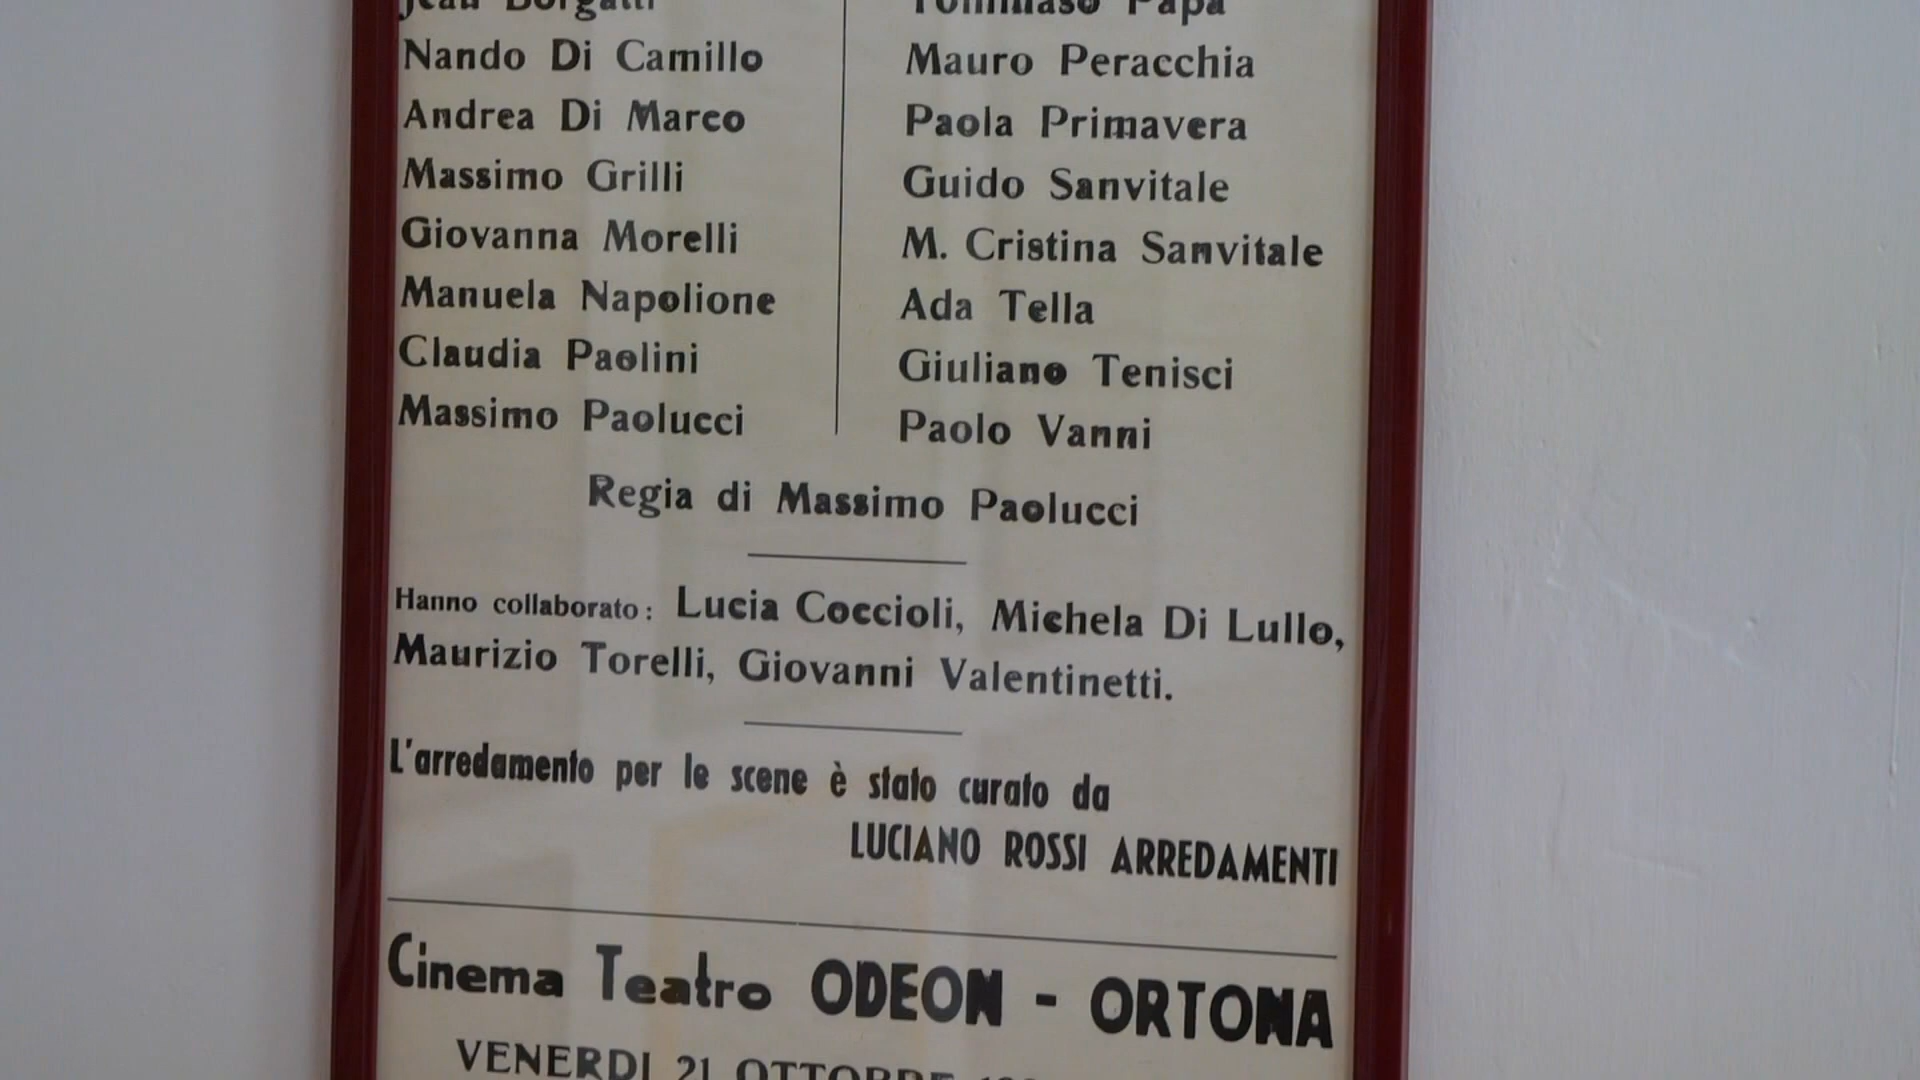 Jean Borgatti
Tommaso Papa
Nando Di Camillo
Mauro Peracchia
Andrea Di Marco
Paola Primavera
Massimo Grilli
Guido Sanvitale
Giovanna Morelli
M. Cristina Sanvitale
Manuela Napolione
Ada Tella
Claudia Paolini
Giuliano Tenisci
Massimo Paolucci
Paolo Vanni
Regia di Massimo Paolucci
Hanno collaborato: Lucia Coccioli, Michela Di Lullo,
Maurizio Torelli, Giovanni Valentinetti.
L'arredamento per le scene è stato curato da
LUCIANO ROSSI ARREDAMENTI
Cinema Teatro ODEON - ORTONA
VENERDI 21 OTTOBRE